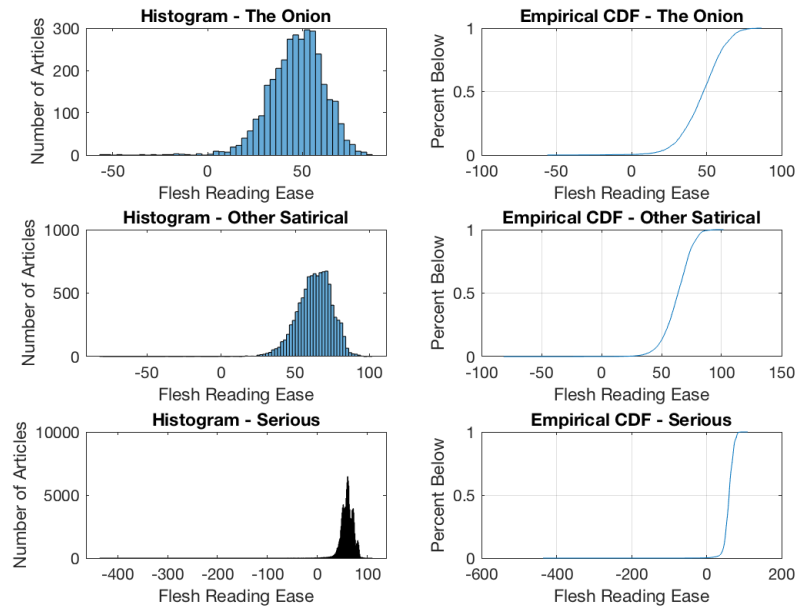 Histogram - The Onion
Number of Articles
300
200
100
0
-50
0
50
Flesh Reading Ease
Empirical CDF - The Onion
Percent Below
1
0.5
0
-100
-50
0
50
100
Flesh Reading Ease
Histogram - Other Satirical
Number of Articles
1000
500
0
-50
0
50
100
Flesh Reading Ease
Empirical CDF - Other Satirical
Percent Below
1
0.5
0
-100
-50
0
50
100
150
Flesh Reading Ease
Histogram - Serious
Number of Articles
10000
5000
0
-400
-300
-200
-100
0
100
Flesh Reading Ease
Empirical CDF - Serious
Percent Below
1
0.5
0
-600
-400
-200
0
200
Flesh Reading Ease